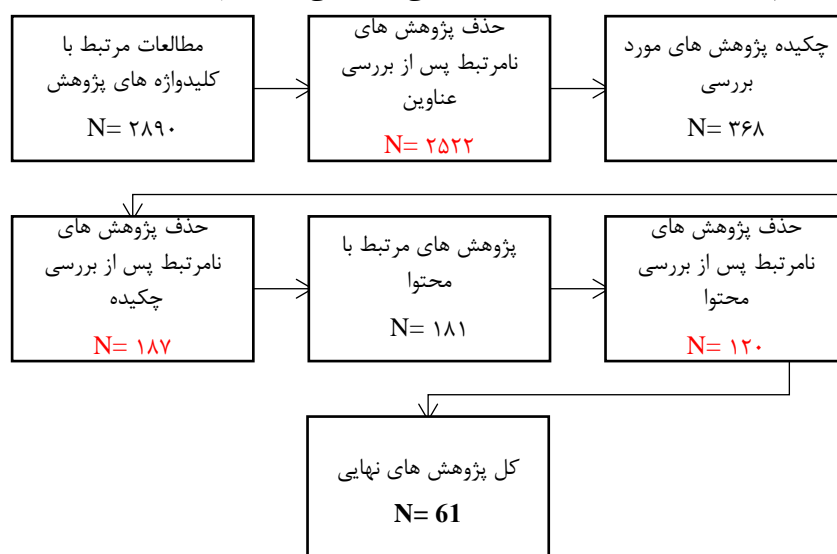 مطالعات مرتبط با
کلیدواژه های پژوهش
N= ۲۸۹۰
حذف پژوهش های
نامرتبط پس از بررسی
عناوین
N= ۲۵۲۲
چکیده پژوهش های مورد
بررسی
N= ۳۶۸
حذف پژوهش های
نامرتبط پس از بررسی
چکیده
N= ۱۸۷
پژوهش های مرتبط با
محتوا
N= ۱۸۱
حذف پژوهش های
نامرتبط پس از بررسی
محتوا
N= ۱۲۰
کل پژوهش های نهایی
N= 61